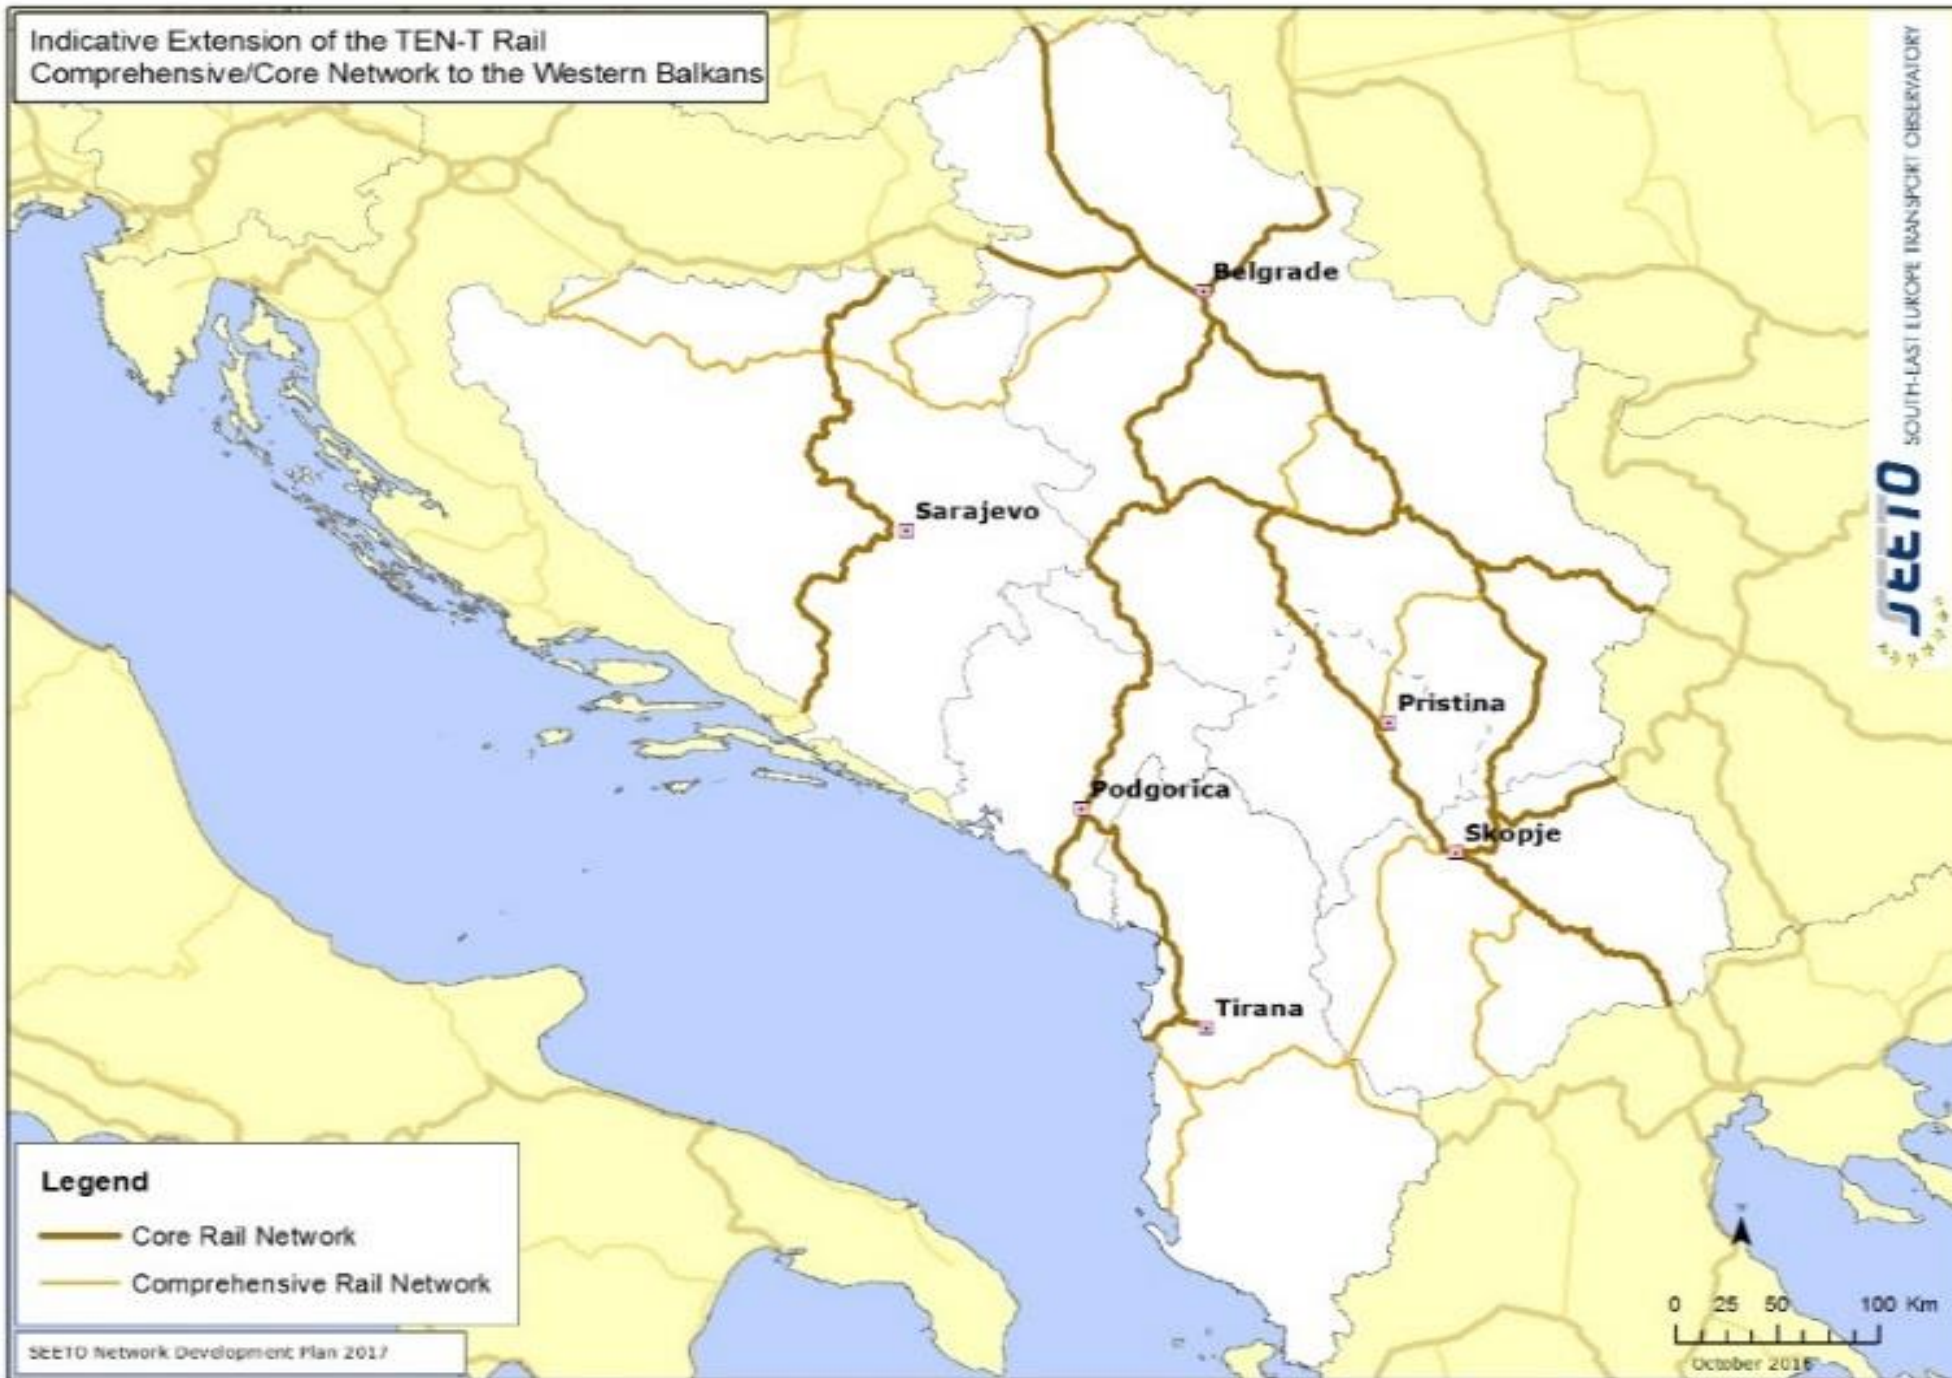 Indicative Extension of the TEN-T Rail
Comprehensive/Core Network to the Western Balkans
SEETO SOUTH-EAST EUROPE TRANSPORT OBSERVATORY
Belgrade
Sarajevo
Pristina
Podgorica
Skopje
Tirana
Legend
Core Rail Network
Comprehensive Rail Network
SEETO Network Development Plan 2017
0 25 50 100 Km
October 2016